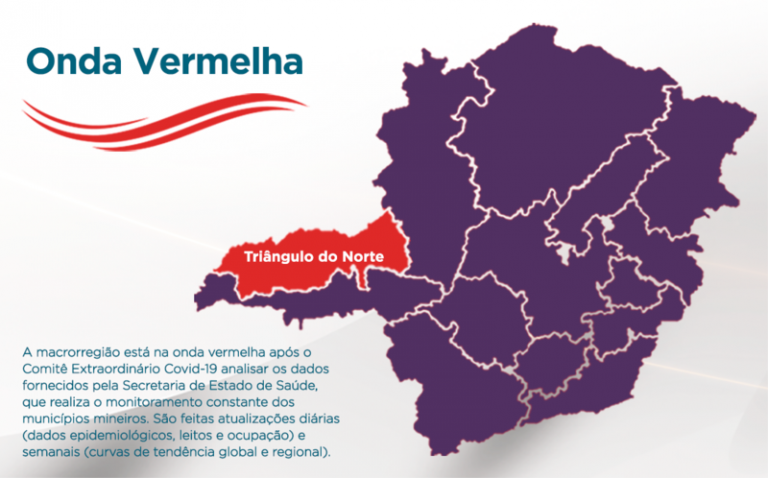 Onda Vermelha
Triângulo do Norte
A macrorregião está na onda vermelha após o
Comitê Extraordinário Covid-19 analisar os dados
fornecidos pela Secretaria de Estado de Saúde,
que realiza o monitoramento constante dos
municípios mineiros. São feitas atualizações diárias
(dados epidemiológicos, leitos e ocupação) e
semanais (curvas de tendência global e regional).